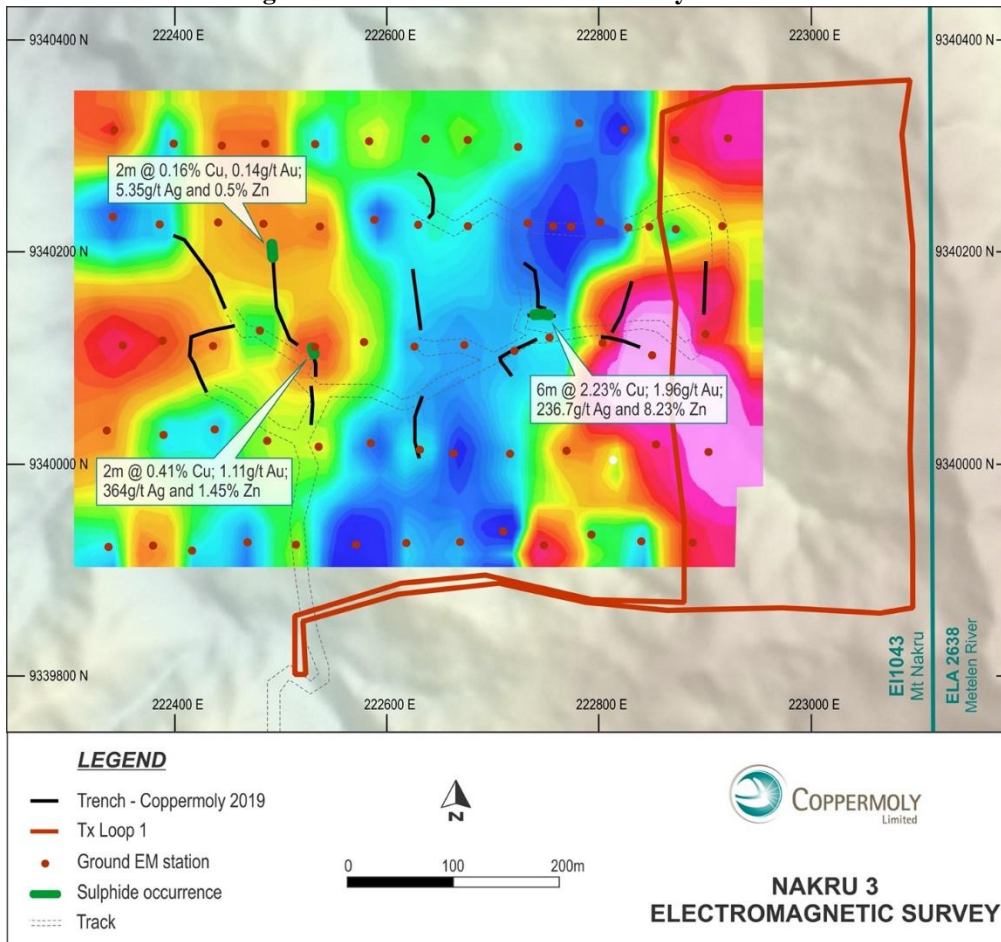 9340400 N
222400 E
222600 E
222800 E
223000 E
9340400 N
2m @ 0.16% Cu, 0.14g/t Au;
5.35g/t Ag and 0.5% Zn
9340200 N
9340200 N
6m @ 2.23% Cu; 1.96g/t Au;
236.7g/t Ag and 8.23% Zn
2m @ 0.41% Cu; 1.11g/t Au;
364g/t Ag and 1.45% Zn
9340000 N
9340000 N
9339800 N
EI1043
Mt Nakru
ELA 2638
Metelen River
222400 E
222600 E
222800 E
223000 E
LEGEND
Trench - Coppermoly 2019
Tx Loop 1
Ground EM station
Sulphide occurrence
Track
N
0
100
200m
COPPERMOLY
Limited
NAKRU 3
ELECTROMAGNETIC SURVEY